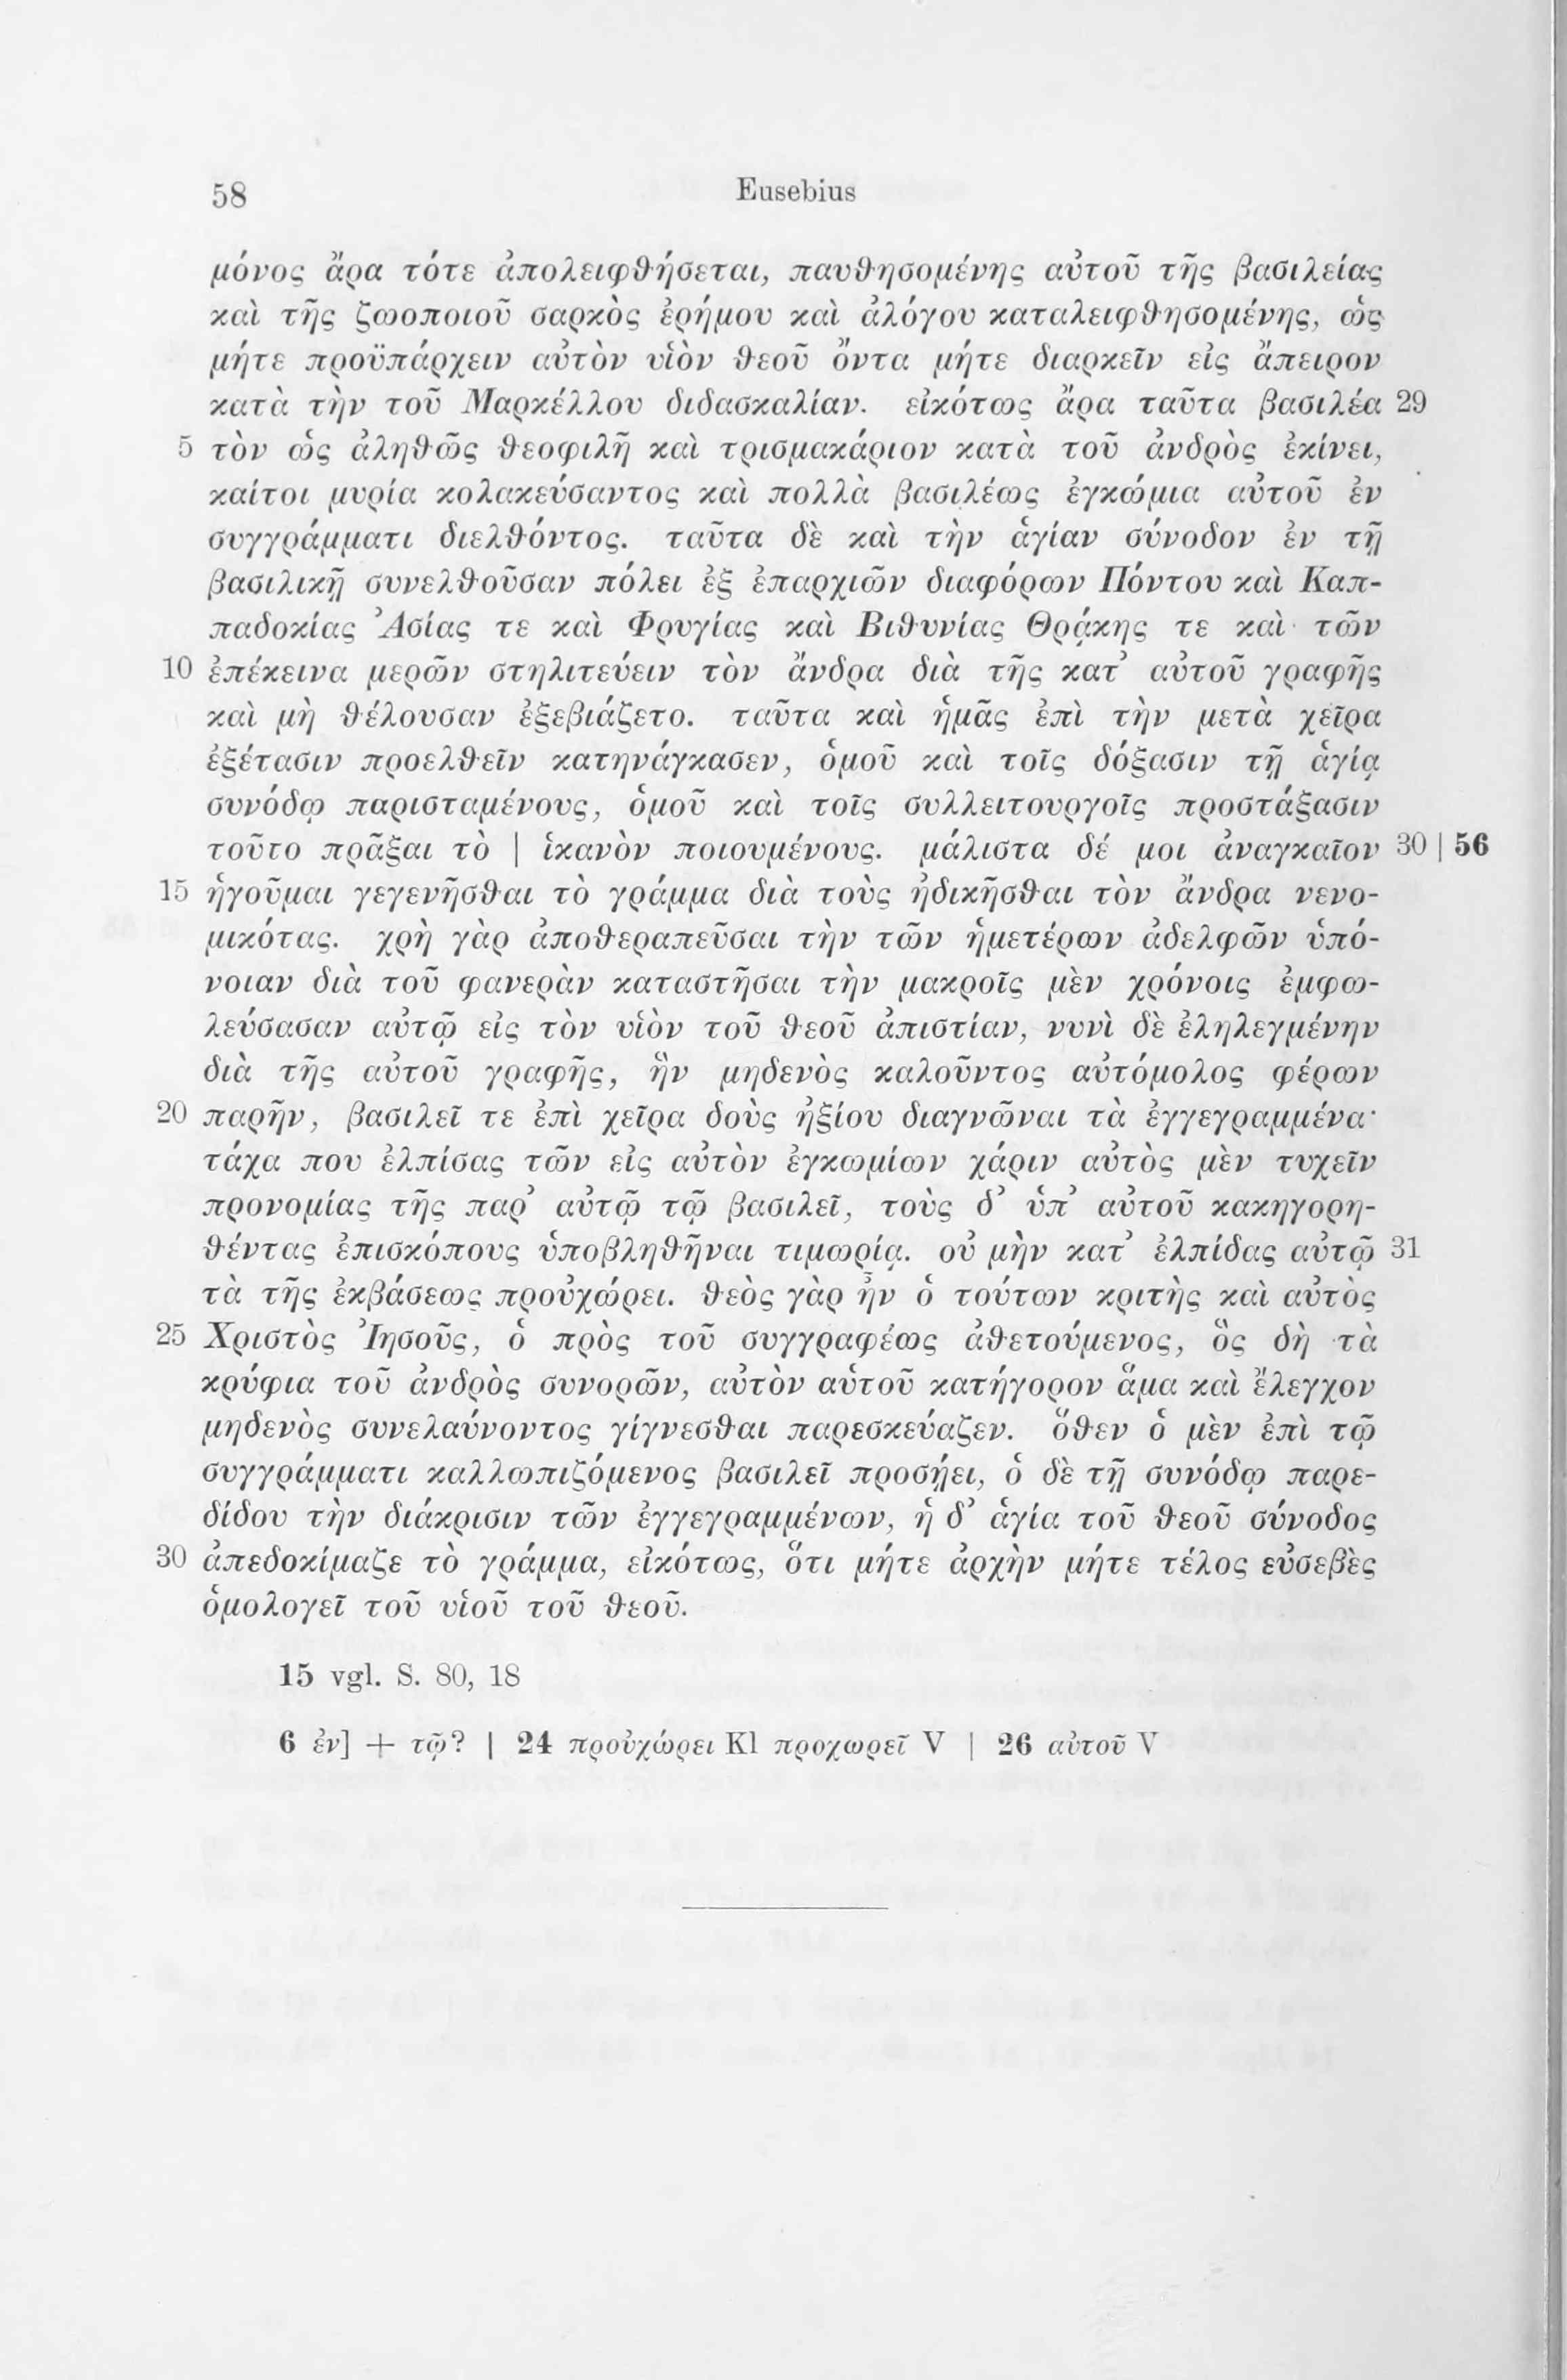 58 Eusebius
μόνος ἄρα τότε ἀπολειφθήσεται, παυθησομένης αὐτοῦ τῆς βασιλείας
καὶ τῆς ζωοποιοῦ σαρκὸς ἐρήμου καὶ ἀλόγου καταλειφθησομένης, ὡς
μήτε προϋπάρχειν αὐτὸν υἱὸν θεοῦ ὄντα μήτε διαρκεῖν εἰς ἄπειρον
κατὰ τὴν τοῦ Μαρκέλλου διδασκαλίαν. εἰκότως ἄρα ταῦτα βασιλέα 29
5 τὸν ὡς ἀληθῶς θεοφιλῆ καὶ τρισμακάριον κατὰ τοῦ ἀνδρὸς ἐκίνει,
καίτοι μυρία κολακεύσαντος καὶ πολλὰ βασιλέως ἐγκώμια αὐτοῦ ἐν
συγγράμματι διελθόντος. ταῦτα δὲ καὶ τὴν ἁγίαν σύνοδον ἐν τῇ
βασιλικῇ συνελθοῦσαν πόλει ἐξ ἐπαρχιῶν διαφόρων Πόντου καὶ Καπ-
παδοκίας Ἀσίας τε καὶ Φρυγίας καὶ Βιθυνίας Θρᾴκης τε καὶ τῶν
10 ἐπέκεινα μερῶν στηλιτεύειν τὸν ἄνδρα διὰ τῆς κατ’ αὐτοῦ γραφῆς
καὶ μὴ θέλουσαν ἐξεβιάζετο. ταῦτα καὶ ἡμᾶς ἐπὶ τὴν μετὰ χεῖρα
ἐξέτασιν προελθεῖν κατηνάγκασεν, ὁμοῦ καὶ τοῖς δόξασιν τῇ ἁγίᾳ
συνόδῳ παρισταμένους, ὁμοῦ καὶ τοῖς συλλειτουργοῖς προστάξασιν
τοῦτο πρᾶξαι τὸ | ἱκανὸν ποιουμένους. μάλιστα δέ μοι ἀναγκαῖον 30 | 56
15 ἡγοῦμαι γεγενῆσθαι τὸ γράμμα διὰ τοὺς ἠδικῆσθαι τὸν ἄνδρα νενο-
μικότας. χρὴ γὰρ ἀποθεραπεῦσαι τὴν τῶν ἡμετέρων ἀδελφῶν ὑπό-
νοιαν διὰ τοῦ φανερὰν καταστῆσαι τὴν μακροῖς μὲν χρόνοις ἐμφω-
λεύσασαν αὐτῷ εἰς τὸν υἱὸν τοῦ θεοῦ ἀπιστίαν, νυνὶ δὲ ἐληλεγμένην
διὰ τῆς αὐτοῦ γραφῆς, ἣν μηδενὸς καλοῦντος αὐτόμολος φέρων
20 παρῆν, βασιλεῖ τε ἐπὶ χεῖρα δοὺς ἠξίου διαγνῶναι τὰ ἐγγεγραμμένα·
τάχα που ἐλπίσας τῶν εἰς αὐτὸν ἐγκωμίων χάριν αὐτὸς μὲν τυχεῖν
προνομίας τῆς παρ’ αὐτῷ τῷ βασιλεῖ, τοὺς δ’ ὑπ’ αὐτοῦ κακηγορη-
θέντας ἐπισκόπους ὑποβληθῆναι τιμωρίᾳ. οὐ μὴν κατ’ ἐλπίδας αὐτῷ 31
τὰ τῆς ἐκβάσεως προὐχώρει. θεὸς γὰρ ἦν ὁ τούτων κριτὴς καὶ αὐτὸς
25 Χριστὸς Ἰησοῦς, ὁ πρὸς τοῦ συγγραφέως ἀθετούμενος, ὃς δὴ τὰ
κρύφια τοῦ ἀνδρὸς συνορῶν, αὐτὸν αὑτοῦ κατήγορον ἅμα καὶ ἔλεγχον
μηδενὸς συνελαύνοντος γίγνεσθαι παρεσκεύαζεν. ὅθεν ὁ μὲν ἐπὶ τῷ
συγγράμματι καλλωπιζόμενος βασιλεῖ προσῄει, ὁ δὲ τῇ συνόδῳ παρε-
δίδου τὴν διάκρισιν τῶν ἐγγεγραμμένων, ἡ δ’ ἁγία τοῦ θεοῦ σύνοδος
30 ἀπεδοκίμαζε τὸ γράμμα, εἰκότως, ὅτι μήτε ἀρχὴν μήτε τέλος εὐσεβὲς
ὁμολογεῖ τοῦ υἱοῦ τοῦ θεοῦ.
15 vgl. S. 80, 18
6 ἐν] + τῷ? | 24 προὐχώρει Kl προχωρεῖ V | 26 αὐτοῦ V